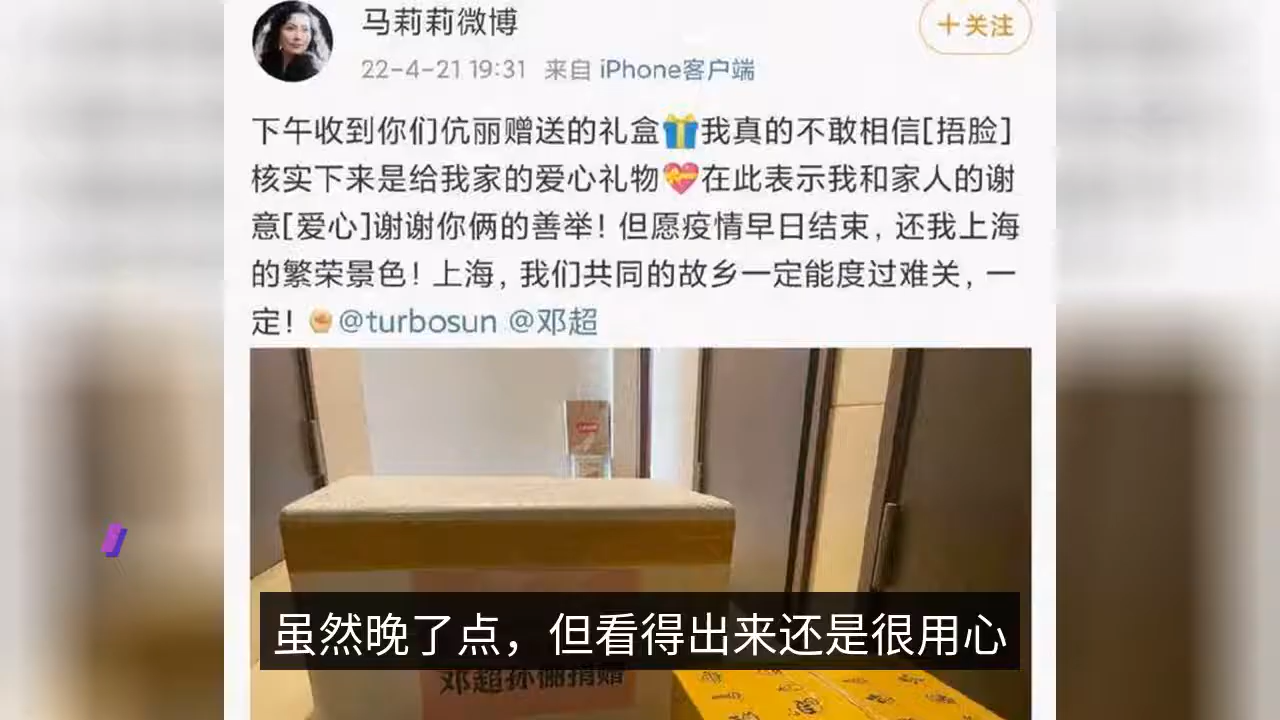 马莉莉微博
+关注
22-4-21 19:31 来自 iPhone客户端
下午收到你们伉丽赠送的礼盒🎁我真的不敢相信[捂脸]
核实下来是给我家的爱心礼物💝在此表示我和家人的谢
意[爱心]谢谢你俩的善举！但愿疫情早日结束，还我上海
的繁荣景色！上海，我们共同的故乡一定能度过难关，一
定！✊@turbosun @邓超
虽然晚了点，但看得出来还是很用心
邓超孙俪捐赠